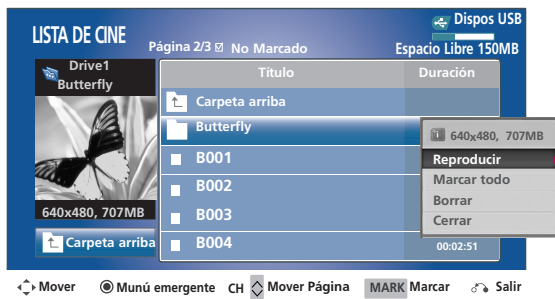 LISTA DE CINE
Página 2/3 No Marcado
Dispos USB
Espacio Libre 150MB
Drive1
Butterfly
640x480, 707MB
Carpeta arriba
Título Duración
Carpeta arriba
Butterfly
B001
B002
B003
B004 00:02:51
640x480, 707MB
Reproducir
Marcar todo
Borrar
Cerrar
Mover Munú emergente CH Mover Página MARK Marcar Salir